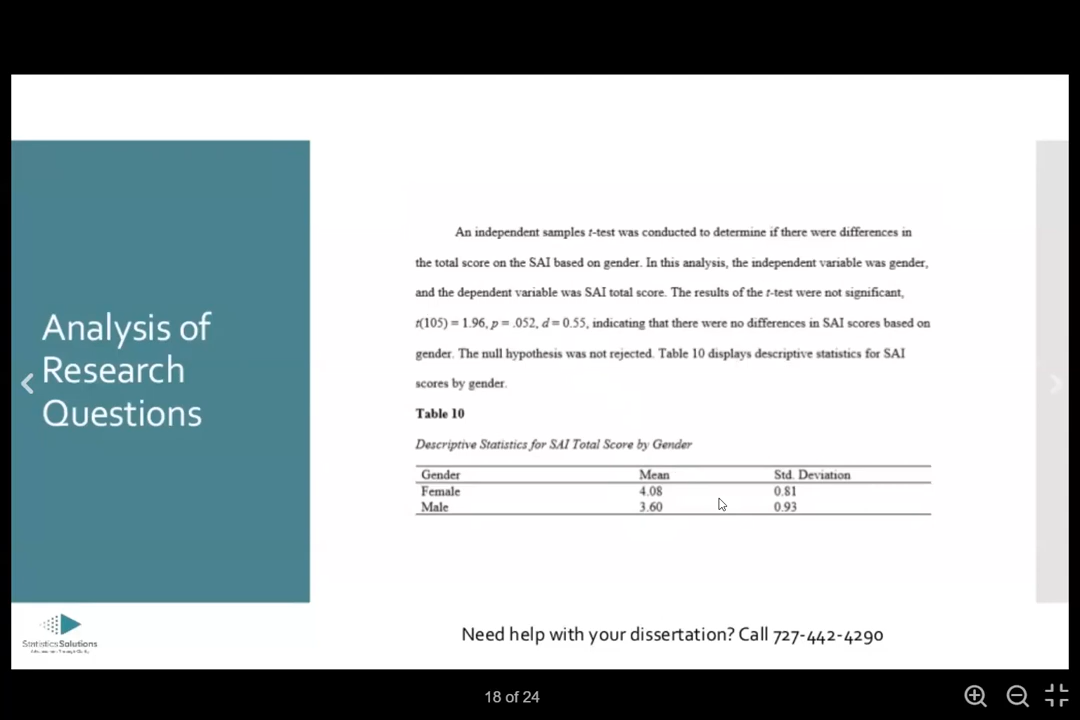 Analysis of
Research
Questions
An independent samples t-test was conducted to determine if there were differences in
the total score on the SAI based on gender. In this analysis, the independent variable was gender,
and the dependent variable was SAI total score. The results of the t-test were not significant,
t(105) = 1.96, p = .052, d = 0.55, indicating that there were no differences in SAI scores based on
gender. The null hypothesis was not rejected. Table 10 displays descriptive statistics for SAI
scores by gender.
Table 10
Descriptive Statistics for SAI Total Score by Gender
Gender Mean Std. Deviation
Female 4.08 0.81
Male 3.60 0.93
StatisticsSolutions
Need help with your dissertation? Call 727-442-4290
18 of 24